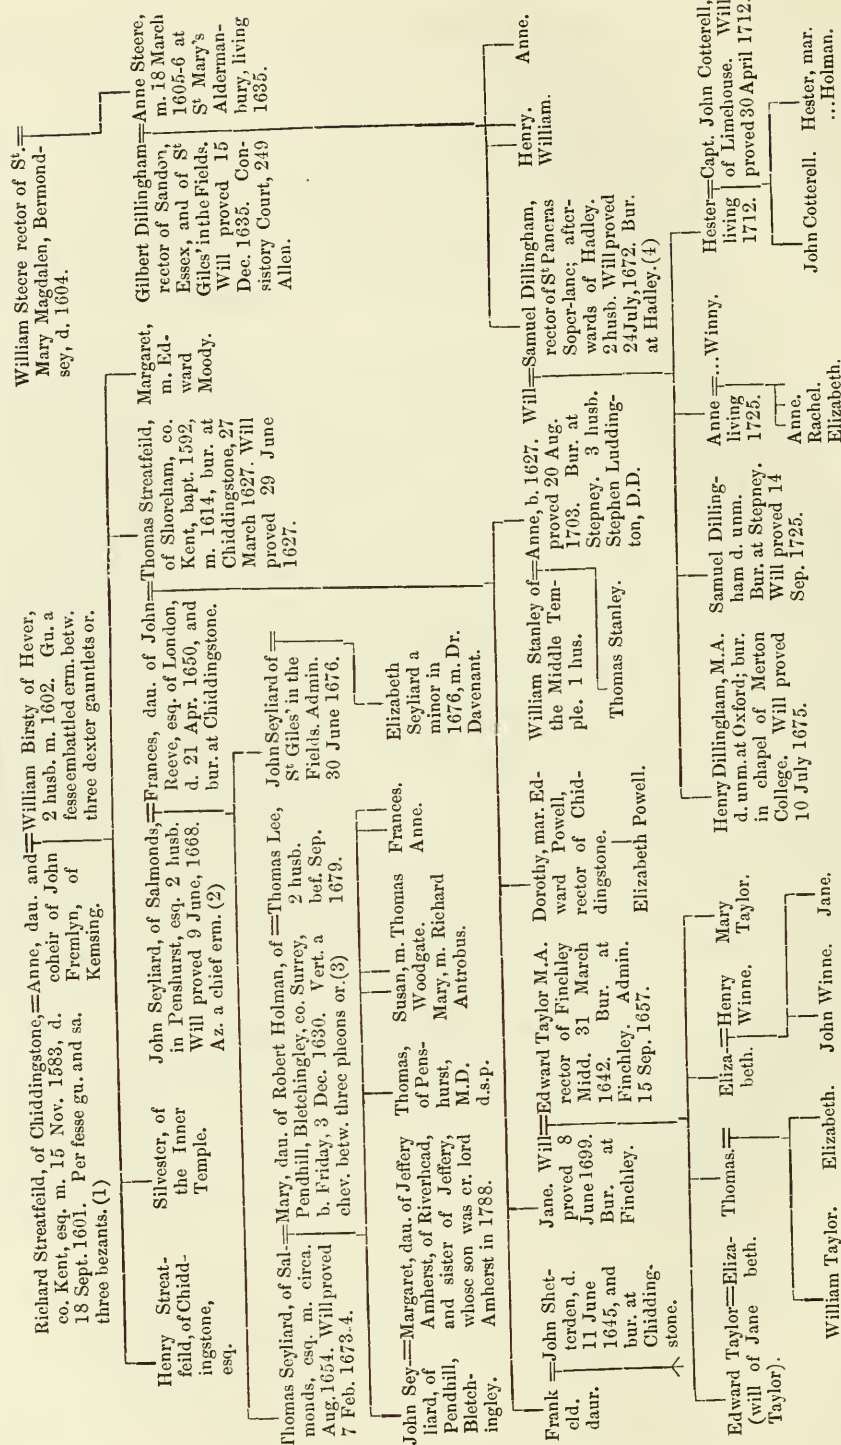 William Steere rector of St.
Mary Magdalen, Bermond-
sey, d. 1604.
Richard Streatfeild, of Chiddingstone,
co. Kent, esq. m. 15 Nov. 1583, d.
18 Sept. 1601. Per fesse gu. and sa.
three bezants. (1)
Anne, dau. and
coheir of John
Fremlyn, of
Kemsing.
William Birsty of Hever,
2 husb. m. 1602. Gu. a
fesse embattled erm. betw.
three dexter gauntlets or.
Anne Steere,
m. 18 March
1605-6 at
St Mary's
Alderman-
bury, living
1635.
Henry Streat-
feild, of Chidd-
ingstone,
esq.
Silvester, of
the Inner
Temple.
John Seyliard, of Salmonds,
in Penshurst, esq. 2 husb.
Will proved 9 June, 1668.
Az. a chief erm. (2)
Frances, dau. of John
Reeve, esq. of London,
d. 21 Apr. 1650, and
bur. at Chiddingstone.
Thomas Streatfeild,
of Shoreham, co.
Kent, bapt. 1592,
m. 1614, bur. at
Chiddingstone, 27
March 1627. Will
proved 29 June
1627.
Margaret,
m. Ed-
ward
Moody.
Gilbert Dillingham
rector of Sandon,
Essex, and of St
Giles' in the Fields.
Will proved 15
Dec. 1635. Con-
sistory Court, 249
Allen.
Thomas Seyliard, of Sal-
monds, esq. m. circa.
Aug. 1654. Will proved
7 Feb. 1673-4.
Mary, dau. of Robert Holman, of
Pendhill, Bletchingley, co. Surrey,
b. Friday, 3 Dec. 1630. Vert. a
chev. betw. three pheons or. (3)
Thomas Lee,
2 husb.
bef. Sep.
1679.
John Seyliard of
St Giles' in the
Fields. Admin.
30 June 1676.
Henry.
William.
Anne.
John Sey-
liard, of
Pendhill,
Bletch-
ingley.
Margaret, dau. of Jeffery
Amherst, of Riverhead,
and sister of Jeffery,
whose son was cr. lord
Amherst in 1788.
Thomas,
of Pens-
hurst,
M.D.
d.s.p.
Susan, m. Thomas
Woodgate.
Mary, m. Richard
Antrobus.
Frances.
Anne.
Elizabeth
Seyliard a
minor in
1676, m. Dr.
Davenant.
Frank
eld.
daur.
John Shet-
terden, d.
11 June
1645, and
bur. at
Chidding-
stone.
Jane. Will
proved 8
June 1699.
Bur. at
Finchley.
Edward Taylor M.A.
rector of Finchley
Midd. 31 March
1642. Bur. at
Finchley. Admin.
15 Sep. 1657.
Dorothy, mar. Ed-
ward Powell,
rector of Chid-
dingstone.
Elizabeth Powell.
William Stanley of
the Middle Tem-
ple. 1 hus.
Thomas Stanley.
Anne, b. 1627. Will
proved 20 Aug.
1703. Bur. at
Stepney. 3 husb.
Stephen Ludding-
ton, D.D.
Samuel Dillingham,
rector of St Pancras
Soper-lane; after-
wards of Hadley.
2 husb. Will proved
24 July, 1672. Bur.
at Hadley. (4)
Edward Taylor
(will of Jane
Taylor).
Eliza-
beth.
Thomas.
Eliza-
beth.
Henry
Winne.
Mary
Taylor.
Henry Dillingham, M.A.
d. unm. at Oxford; bur.
in chapel of Merton
College. Will proved
10 July 1675.
Samuel Dilling-
ham d. unm.
Bur. at Stepney.
Will proved 14
Sep. 1725.
Anne
living
1725.
...Winny.
Hester
living
1712.
Capt. John Cotterell,
of Limehouse. Will
proved 30 April 1712.
William Taylor.
Elizabeth.
John Winne.
Jane.
Anne.
Rachel.
Elizabeth.
John Cotterell.
Hester, mar.
...Holman.